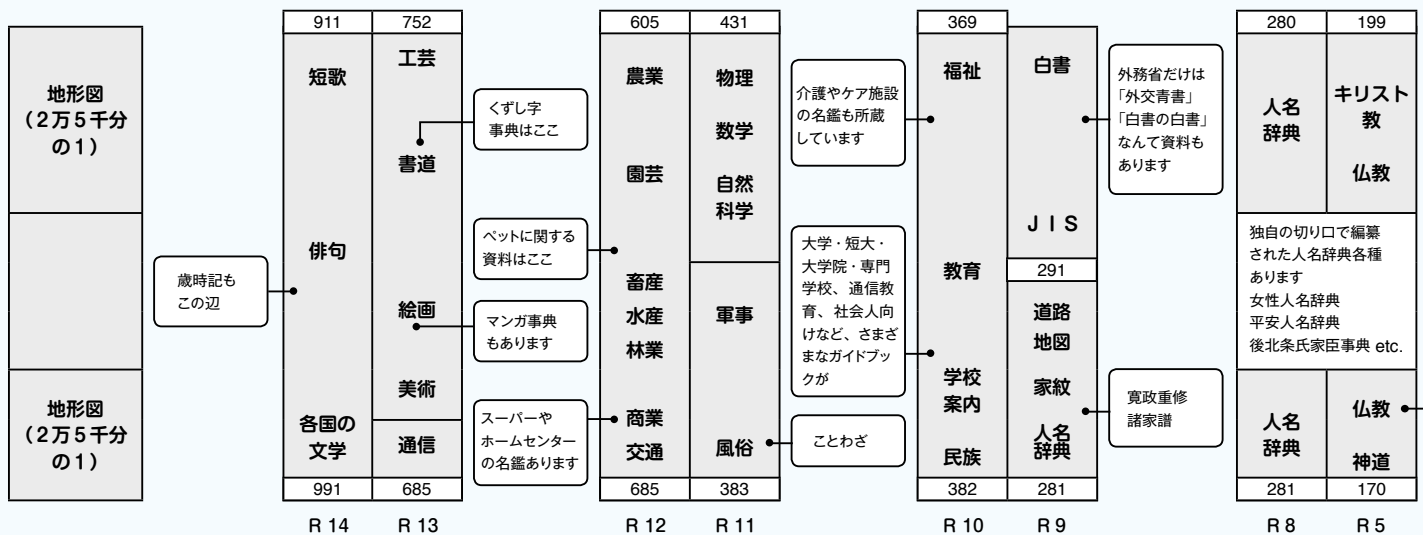 地形図
(2万5千分
の1)
地形図
(2万5千分
の1)
歳時記も
この辺
911
短歌
俳句
各国の
文学
991
R 14
752
工芸
書道
絵画
美術
通信
685
R 13
くずし字
事典はここ
マンガ事典
もあります
ペットに関する
資料はここ
スーパーや
ホームセンター
の名鑑あります
605
農業
園芸
畜産
水産
林業
商業
交通
685
R 12
431
物理
数学
自然
科学
軍事
風俗
383
R 11
介護やケア施設
の名鑑も所蔵
しています
大学・短大・
大学院・専門
学校、通信教
育、社会人向
けなど、さまざ
まなガイドブッ
クが
ことわざ
369
福祉
教育
学校
案内
民族
382
R 10
白書
JIS
291
道路
地図
家紋
人名
辞典
281
R 9
外務省だけは
「外交青書」
「白書の白書」
なんて資料も
あります
寛政重修
諸家譜
280
人名
辞典
199
キリスト
教
仏教
独自の切り口で編纂
された人名辞典各種
あります
女性人名辞典
平安人名辞典
後北条氏家臣事典 etc.
人名
辞典
281
R 8
仏教
神道
170
R 5